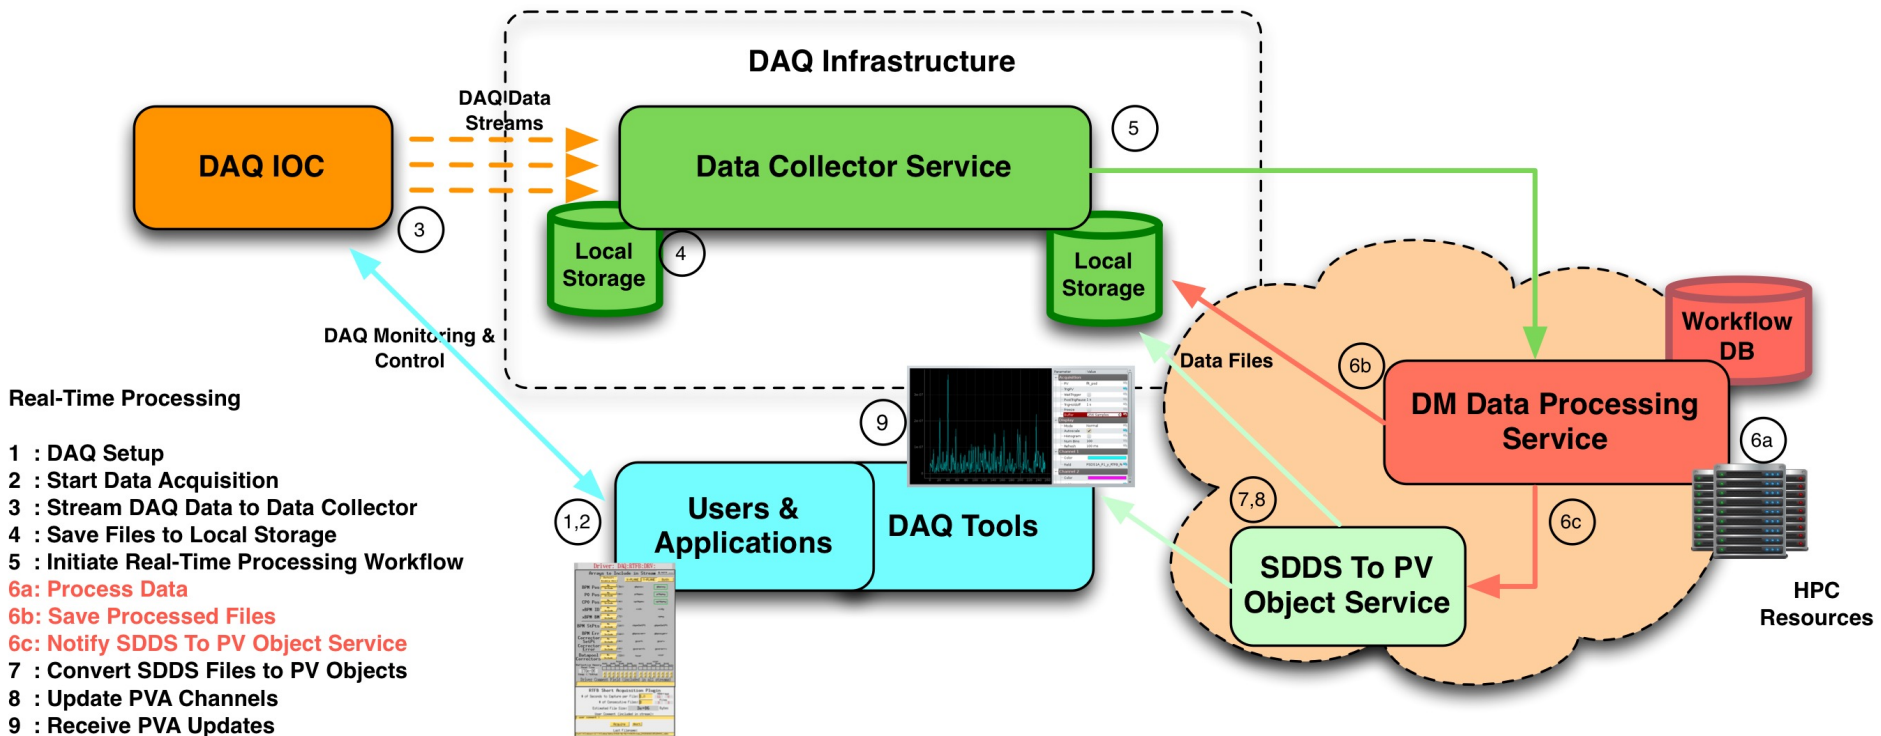 DAQ Infrastructure
DAQ Data
Streams
DAQ IOC
Data Collector Service
5
3
4
Local
Storage
Local
Storage
DAQ Monitoring &
Control
Data Files
6b
Workflow
DB
DM Data Processing
Service
6a
9
7,8
6c
1,2
Users &
Applications
DAQ Tools
SDDS To PV
Object Service
HPC
Resources
Real-Time Processing
1 : DAQ Setup
2 : Start Data Acquisition
3 : Stream DAQ Data to Data Collector
4 : Save Files to Local Storage
5 : Initiate Real-Time Processing Workflow
6a: Process Data
6b: Save Processed Files
6c: Notify SDDS To PV Object Service
7 : Convert SDDS Files to PV Objects
8 : Update PVA Channels
9 : Receive PVA Updates